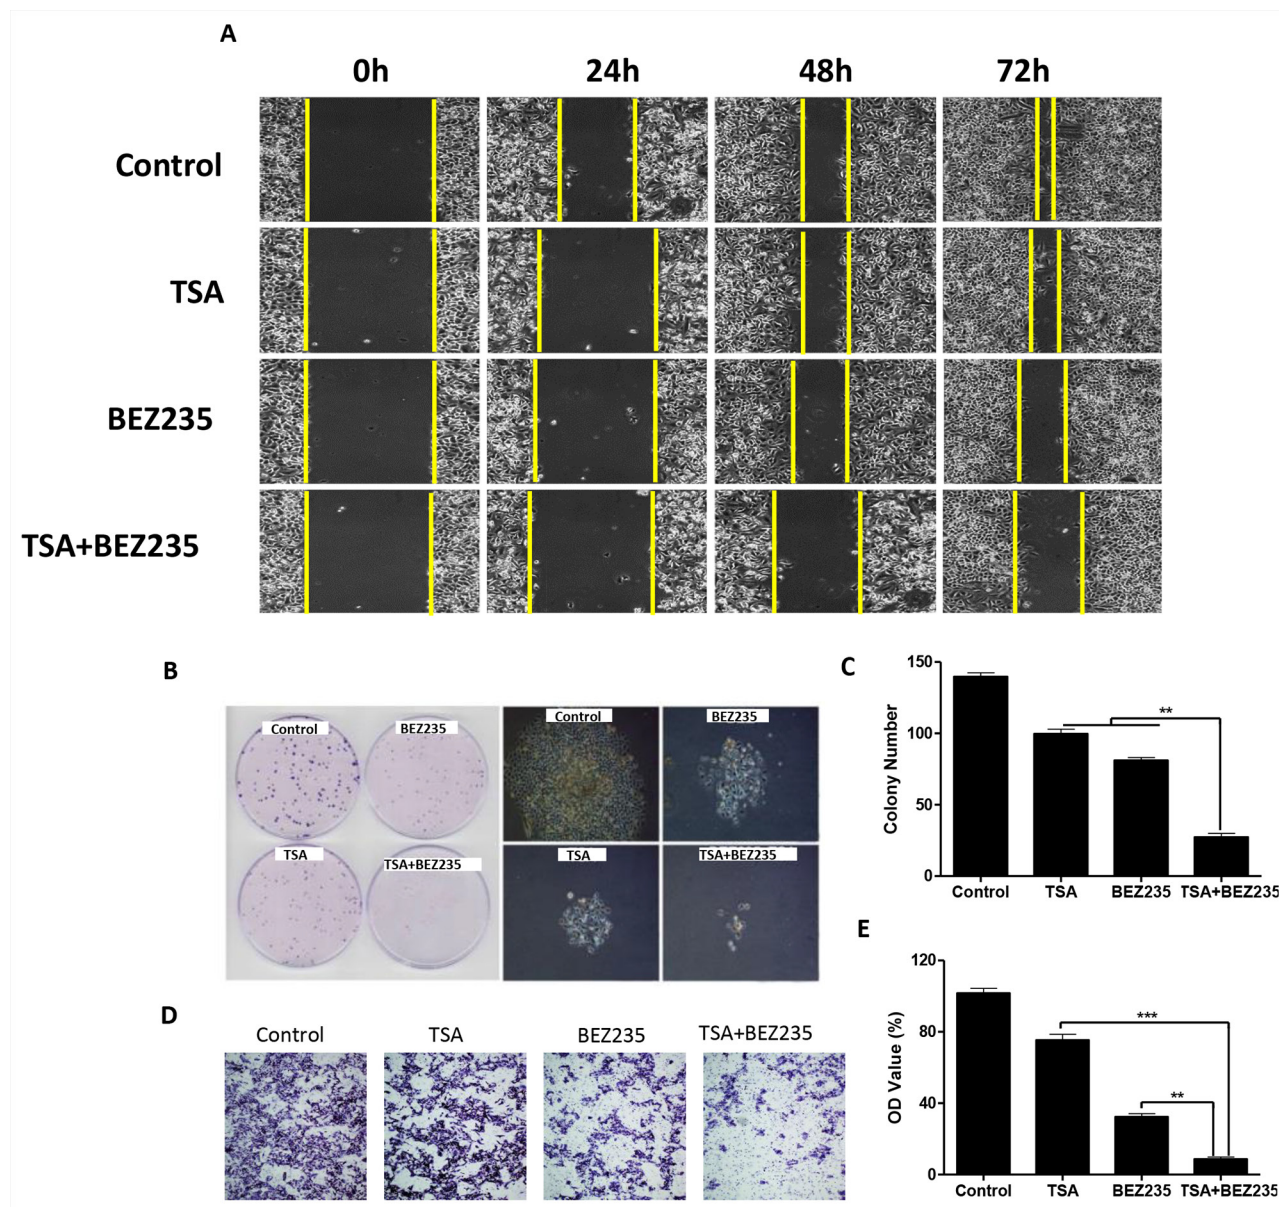 A
0h 24h 48h 72h
Control
TSA
BEZ235
TSA+BEZ235
B
Control BEZ235
TSA TSA+BEZ235
Control BEZ235
TSA TSA+BEZ235
C
150
100
50
0
Colony Number
**
Control TSA BEZ235 TSA+BEZ235
D
Control TSA BEZ235 TSA+BEZ235
E
120
80
40
0
OD Value (%)
***
**
Control TSA BEZ235 TSA+BEZ235